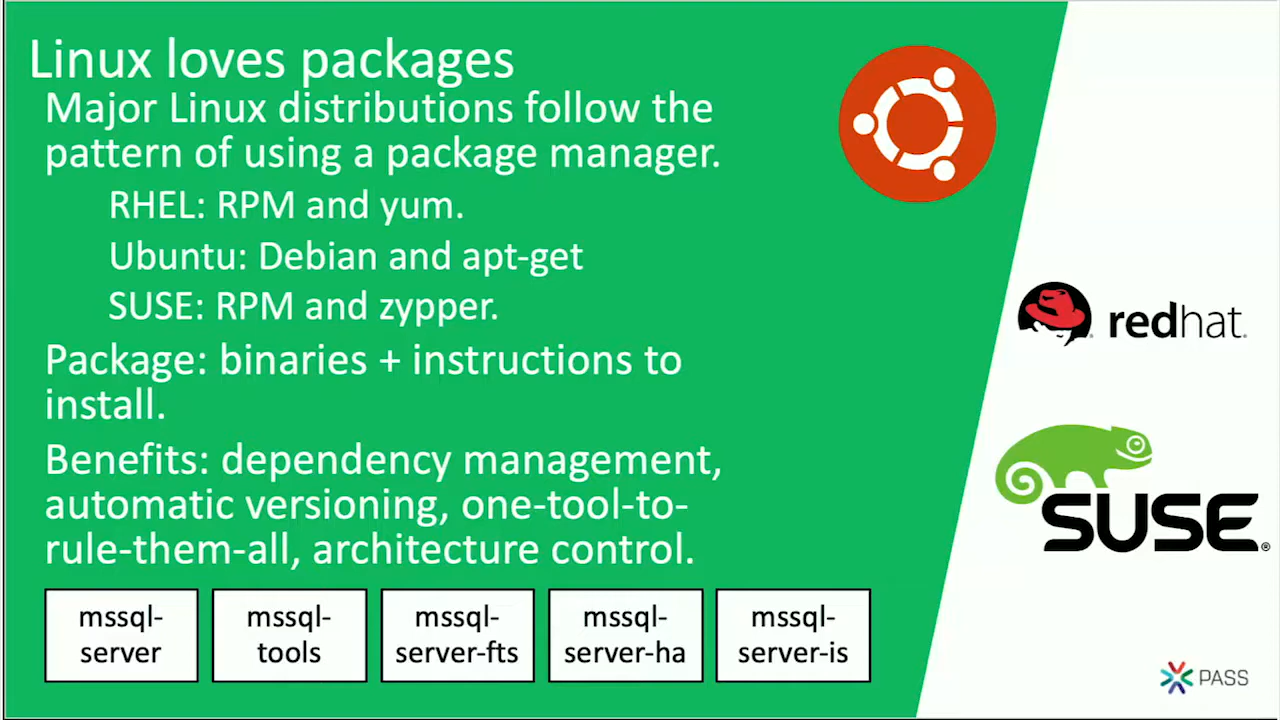 Linux loves packages
Major Linux distributions follow the
pattern of using a package manager.
RHEL: RPM and yum.
Ubuntu: Debian and apt-get
SUSE: RPM and zypper.
Package: binaries + instructions to
install.
Benefits: dependency management,
automatic versioning, one-tool-to-
rule-them-all, architecture control.
mssql-
server
mssql-
tools
mssql-
server-fts
mssql-
server-ha
mssql-
server-is
redhat.
SUSE®
PASS